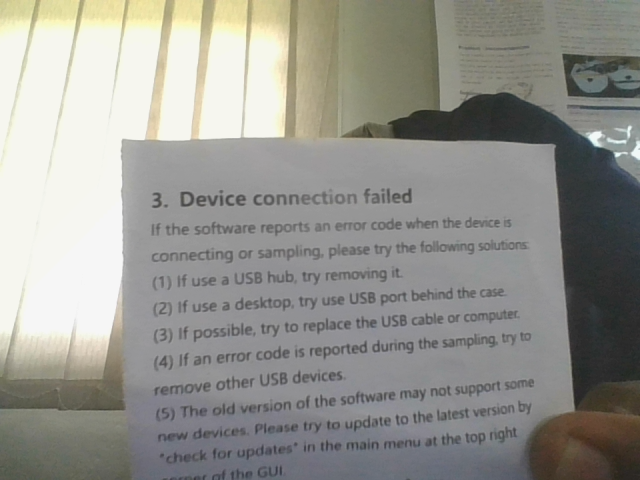 3. Device connection failed
If the software reports an error code when the device is
connecting or sampling, please try the following solutions:
(1) If use a USB hub, try removing it.
(2) If use a desktop, try use USB port behind the case.
(3) If possible, try to replace the USB cable or computer.
(4) If an error code is reported during the sampling, try to
remove other USB devices.
(5) The old version of the software may not support some
new devices. Please try to update to the latest version by
"check for updates" in the main menu at the top right
corner of the GUI